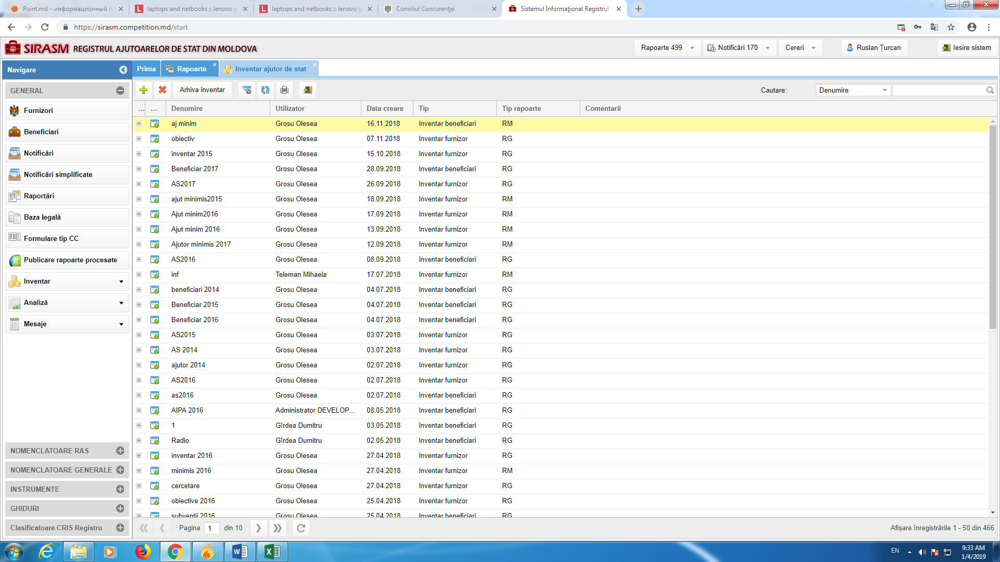 Point.md – информационный п
laptops and netbooks :: lenovo g
laptops and netbooks :: lenovo g
Consiliul Concurenţei
Sistemul Informaţional Registrul
https://sirasm.competition.md/start
SIRASM REGISTRUL AJUTOARELOR DE STAT DIN MOLDOVA
Rapoarte 499
Notificări 170
Cereri
Ruslan Țurcan
Iesire sistem
Navigare
Prima
Rapoarte
Inventar ajutor de stat
GENERAL
Furnizori
Beneficiari
Notificări
Notificări simplificate
Raportări
Baza legală
Formulare tip CC
Publicare rapoarte procesate
Inventar
Analiză
Mesaje
NOMENCLATOARE RAS
NOMENCLATOARE GENERALE
INSTRUMENTE
GHIDURI
Clasificatoare CRIS Registru
Arhiva inventar
Cautare:
Denumire
... ... Denumire Utilizator Data creare Tip Tip rapoarte Comentarii
aj minim Grosu Olesea 16.11.2018 Inventar beneficiari RM
obiectiv Grosu Olesea 07.11.2018 Inventar furnizor RG
inventar 2015 Grosu Olesea 15.10.2018 Inventar furnizor RG
Beneficiar 2017 Grosu Olesea 28.09.2018 Inventar beneficiari RG
AS2017 Grosu Olesea 26.09.2018 Inventar furnizor RG
ajut minimis2015 Grosu Olesea 18.09.2018 Inventar furnizor RM
Ajut minim2016 Grosu Olesea 17.09.2018 Inventar furnizor RM
Ajut minim 2016 Grosu Olesea 13.09.2018 Inventar furnizor RM
Ajutor minimis 2017 Grosu Olesea 12.09.2018 Inventar furnizor RM
AS2016 Grosu Olesea 08.09.2018 Inventar beneficiari RG
inf Teleman Mihaela 17.07.2018 Inventar furnizor RM
beneficiari 2014 Grosu Olesea 04.07.2018 Inventar beneficiari RG
Beneficiar 2015 Grosu Olesea 04.07.2018 Inventar beneficiari RG
Beneficiar 2016 Grosu Olesea 04.07.2018 Inventar beneficiari RG
AS2015 Grosu Olesea 03.07.2018 Inventar furnizor RG
AS 2014 Grosu Olesea 03.07.2018 Inventar furnizor RG
ajutor 2014 Grosu Olesea 02.07.2018 Inventar furnizor RG
AS2016 Grosu Olesea 02.07.2018 Inventar furnizor RG
as2016 Grosu Olesea 02.07.2018 Inventar beneficiari RG
AIPA 2016 Administrator DEVELOP... 08.05.2018 Inventar beneficiari RG
1 Gîrdea Dumitru 03.05.2018 Inventar beneficiari RG
Radio Gîrdea Dumitru 02.05.2018 Inventar beneficiari RG
inventar 2016 Grosu Olesea 27.04.2018 Inventar furnizor RG
minimis 2016 Grosu Olesea 27.04.2018 Inventar furnizor RM
cercetare Grosu Olesea 27.04.2018 Inventar furnizor RG
obiective 2016 Grosu Olesea 25.04.2018 Inventar furnizor RG
subventii 2016 Grosu Olesea 25.04.2018 Inventar beneficiari RG
Pagina 1 din 10
Afișare înregistrările 1 - 50 din 466
EN
9:33 AM
1/4/2019